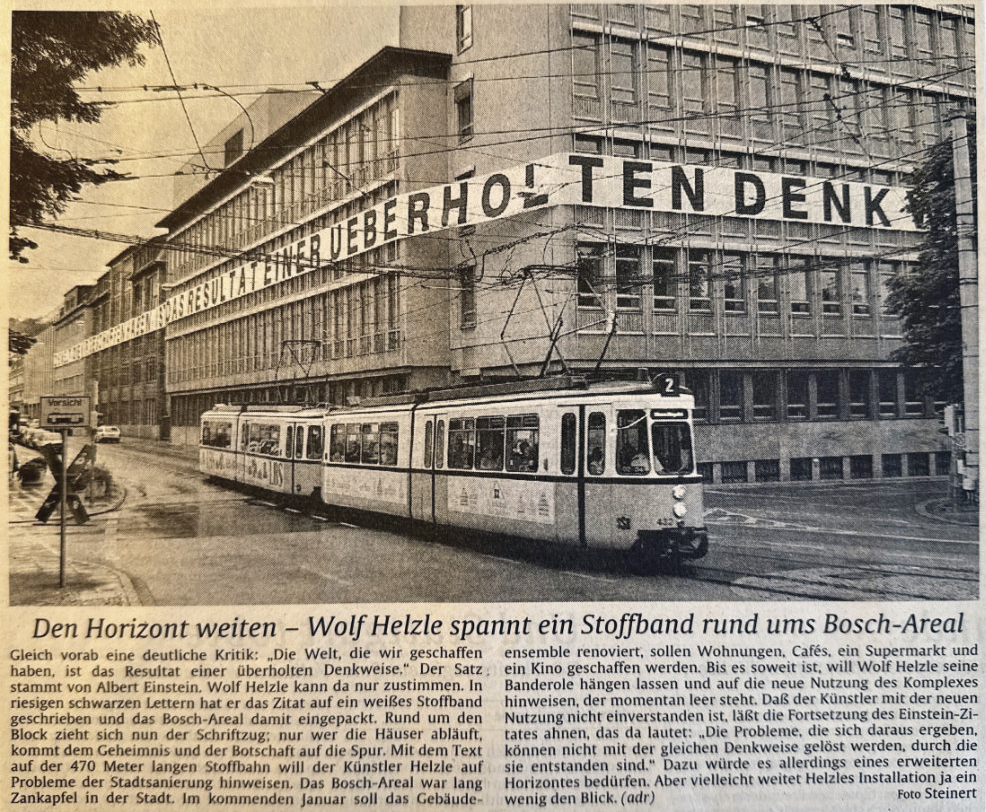 GESCHAFFEN HABEN IST DAS RESULTAT EINER UEBERHOLTEN DENKW
Vorsicht
2
432
Den Horizont weiten – Wolf Helzle spannt ein Stoffband rund ums Bosch-Areal
Gleich vorab eine deutliche Kritik: „Die Welt, die wir geschaffen
haben, ist das Resultat einer überholten Denkweise.“ Der Satz
stammt von Albert Einstein. Wolf Helzle kann da nur zustimmen. In
riesigen schwarzen Lettern hat er das Zitat auf ein weißes Stoffband
geschrieben und das Bosch-Areal damit eingepackt. Rund um den
Block zieht sich nun der Schriftzug; nur wer die Häuser abläuft,
kommt dem Geheimnis und der Botschaft auf die Spur. Mit dem Text
auf der 470 Meter langen Stoffbahn will der Künstler Helzle auf
Probleme der Stadtsanierung hinweisen. Das Bosch-Areal war lang
Zankapfel in der Stadt. Im kommenden Januar soll das Gebäude-
ensemble renoviert, sollen Wohnungen, Cafés, ein Supermarkt und
ein Kino geschaffen werden. Bis es soweit ist, will Wolf Helzle seine
Banderole hängen lassen und auf die neue Nutzung des Komplexes
hinweisen, der momentan leer steht. Daß der Künstler mit der neuen
Nutzung nicht einverstanden ist, läßt die Fortsetzung des Einstein-Zi-
tates ahnen, das da lautet: „Die Probleme, die sich daraus ergeben,
können nicht mit der gleichen Denkweise gelöst werden, durch die
sie entstanden sind.“ Dazu würde es allerdings eines erweiterten
Horizontes bedürfen. Aber vielleicht weitet Helzles Installation ja ein
wenig den Blick. (adr)
Foto Steinert